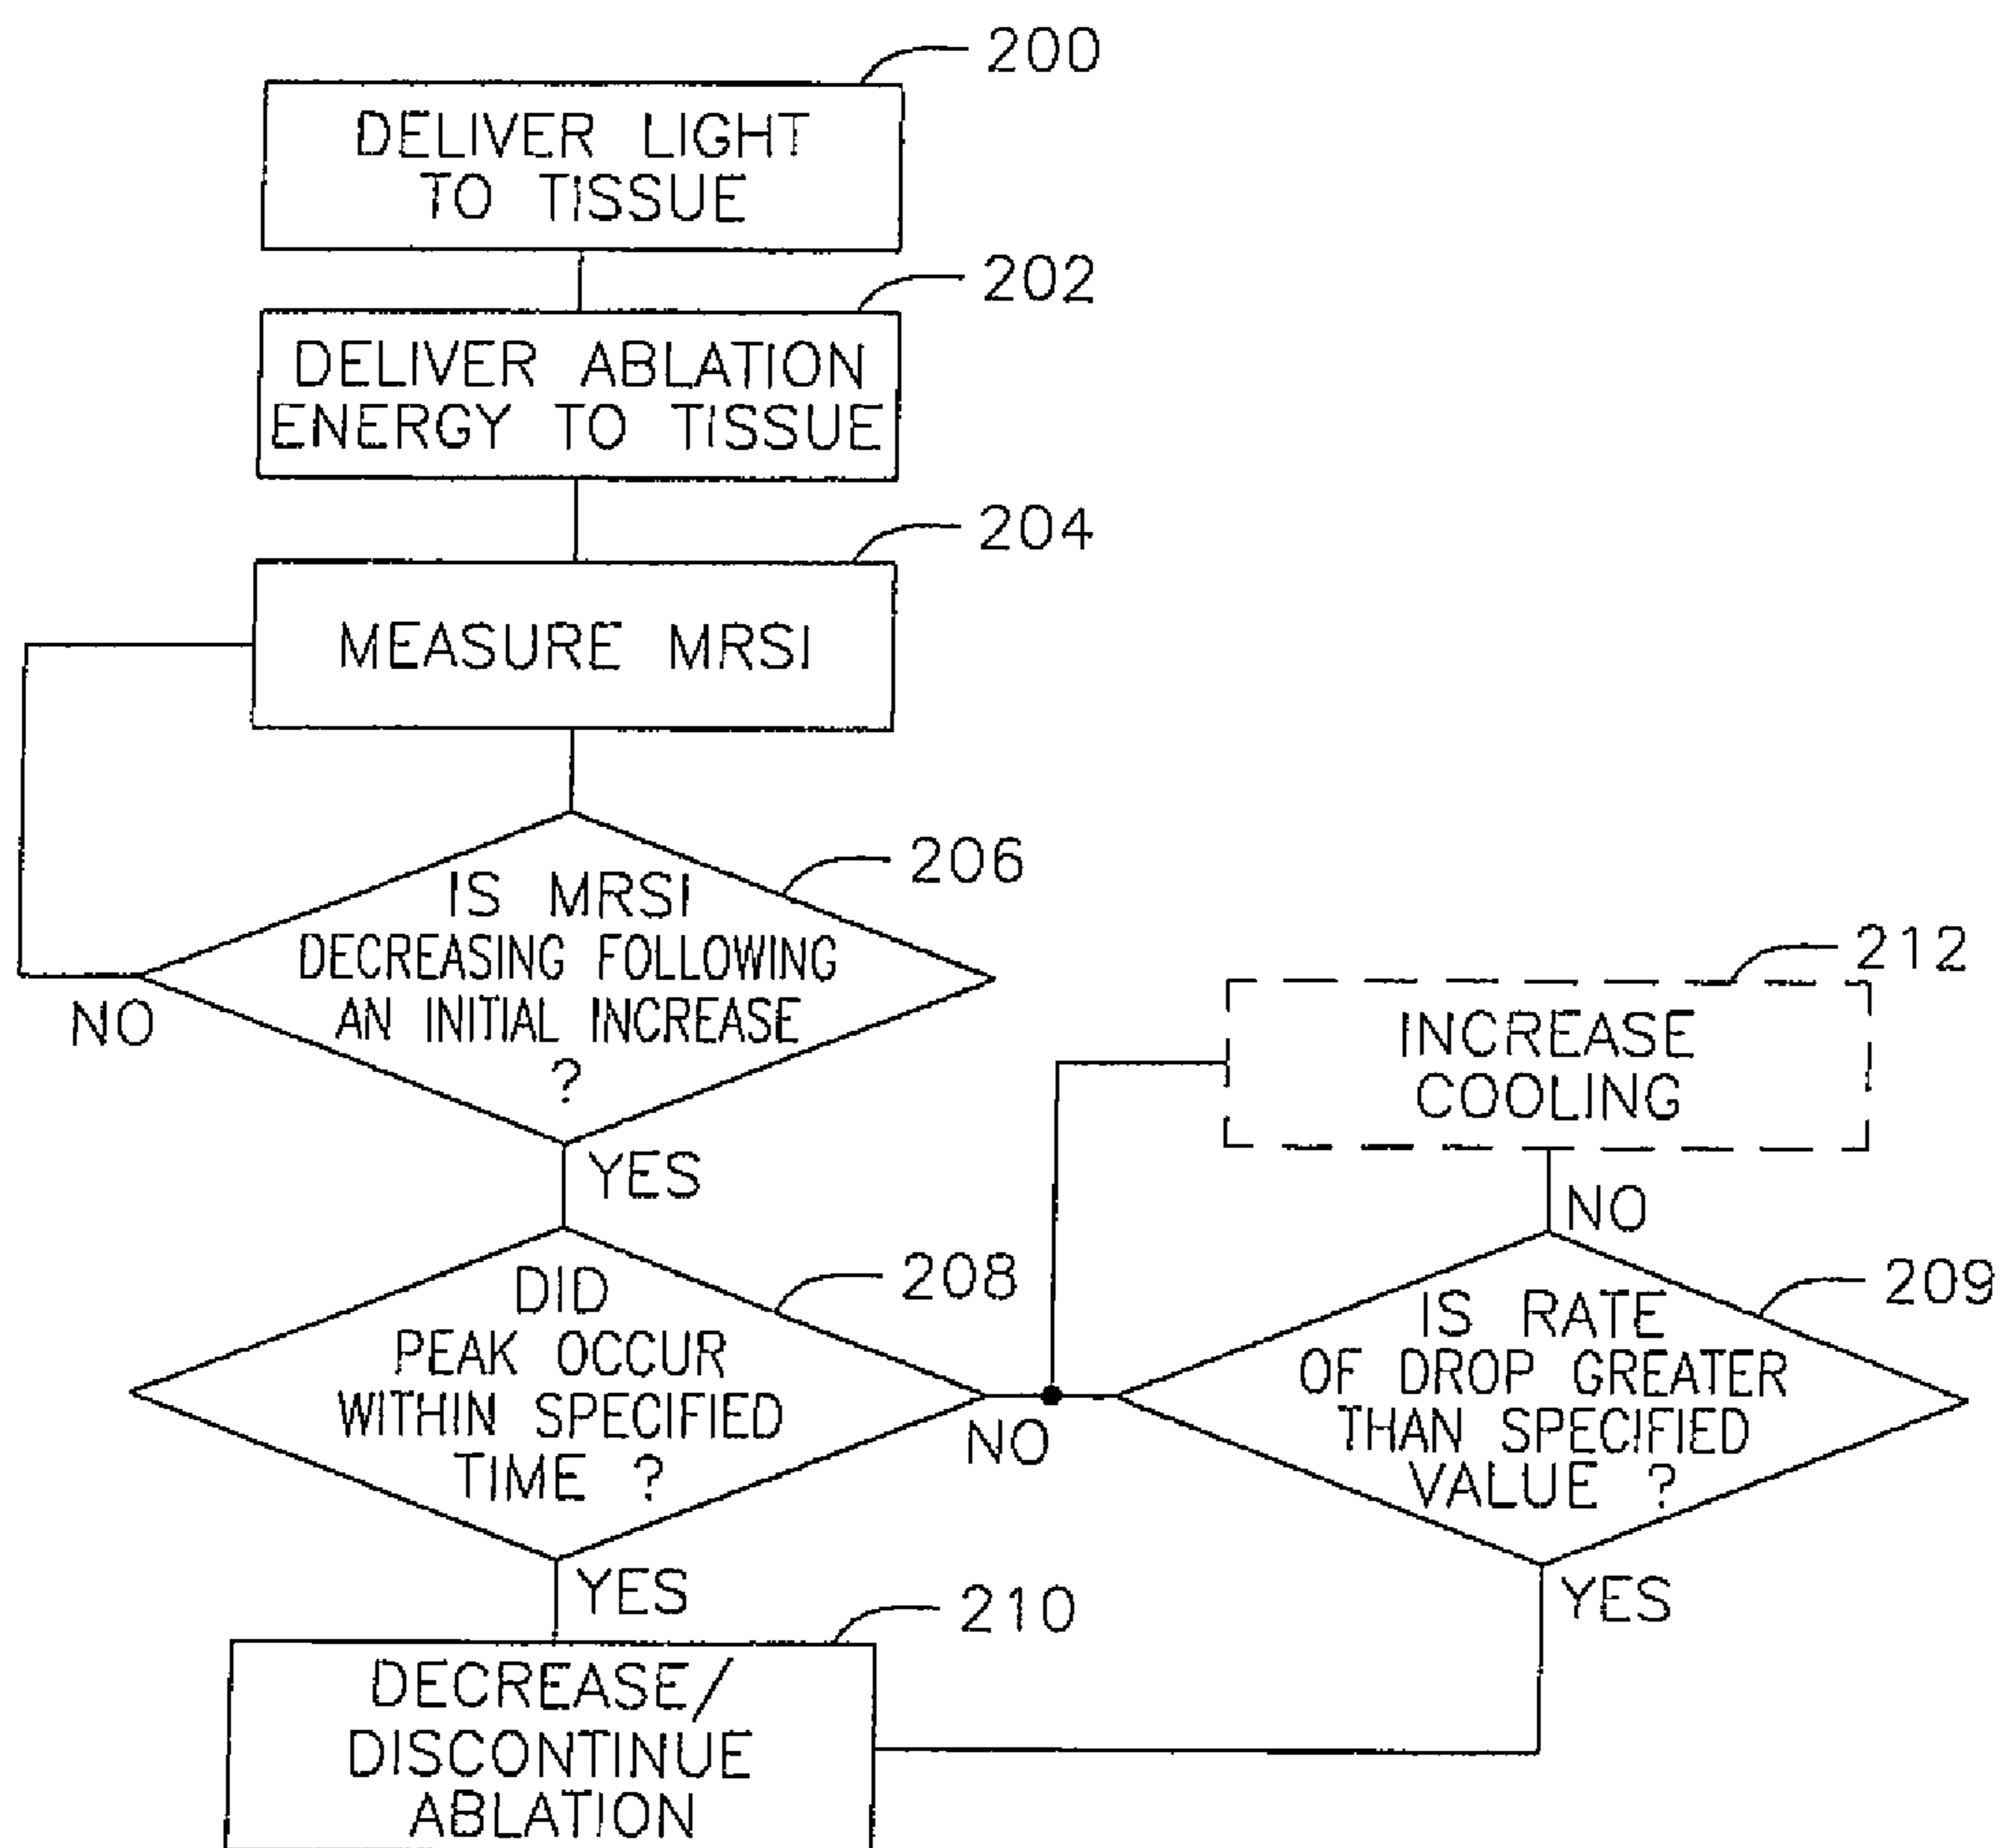 200
DELIVER LIGHT
TO TISSUE
202
DELIVER ABLATION
ENERGY TO TISSUE
204
MEASURE MRSI
206
IS MRSI
DECREASING FOLLOWING
AN INITIAL INCREASE
?
NO
YES
212
INCREASE
COOLING
NO
208
DID
PEAK OCCUR
WITHIN SPECIFIED
TIME ?
NO
YES
209
IS RATE
OF DROP GREATER
THAN SPECIFIED
VALUE ?
YES
210
DECREASE/
DISCONTINUE
ABLATION